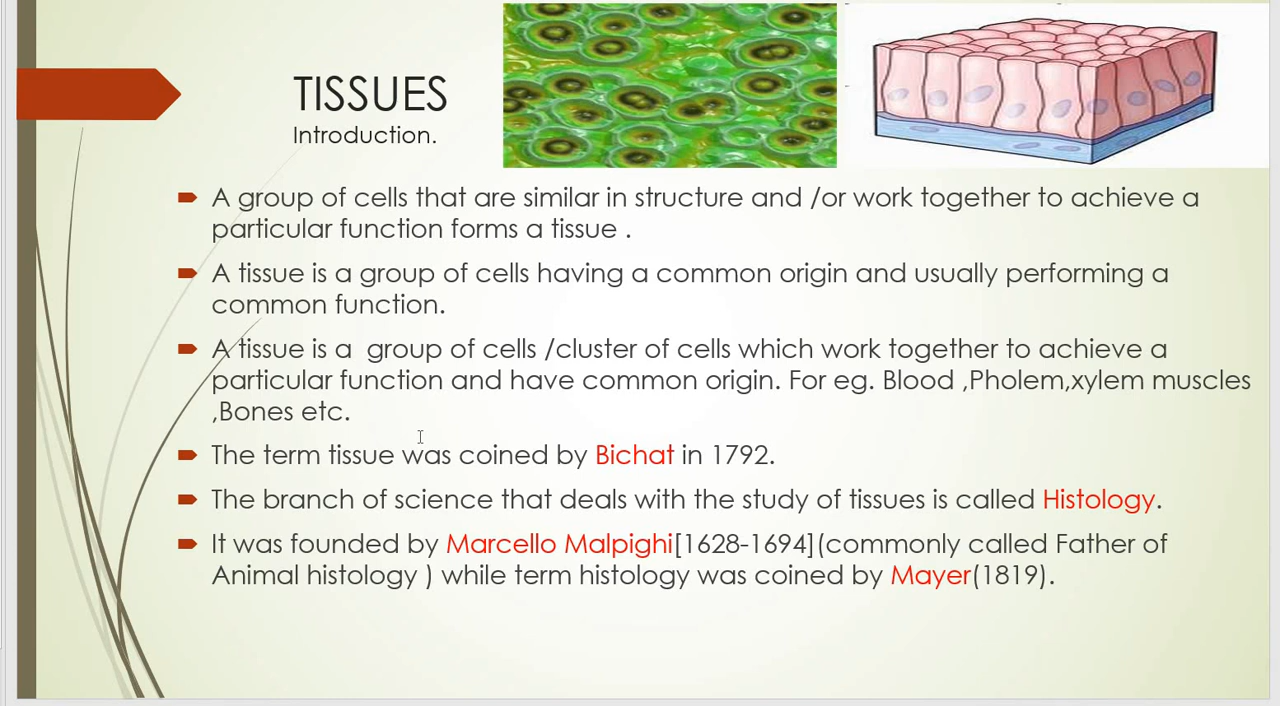 TISSUES
Introduction.
A group of cells that are similar in structure and /or work together to achieve a
particular function forms a tissue .
A tissue is a group of cells having a common origin and usually performing a
common function.
A tissue is a  group of cells /cluster of cells which work together to achieve a
particular function and have common origin. For eg. Blood ,Pholem,xylem muscles
,Bones etc.
The term tissue was coined by Bichat in 1792.
The branch of science that deals with the study of tissues is called Histology.
It was founded by Marcello Malpighi[1628-1694](commonly called Father of
Animal histology ) while term histology was coined by Mayer(1819).